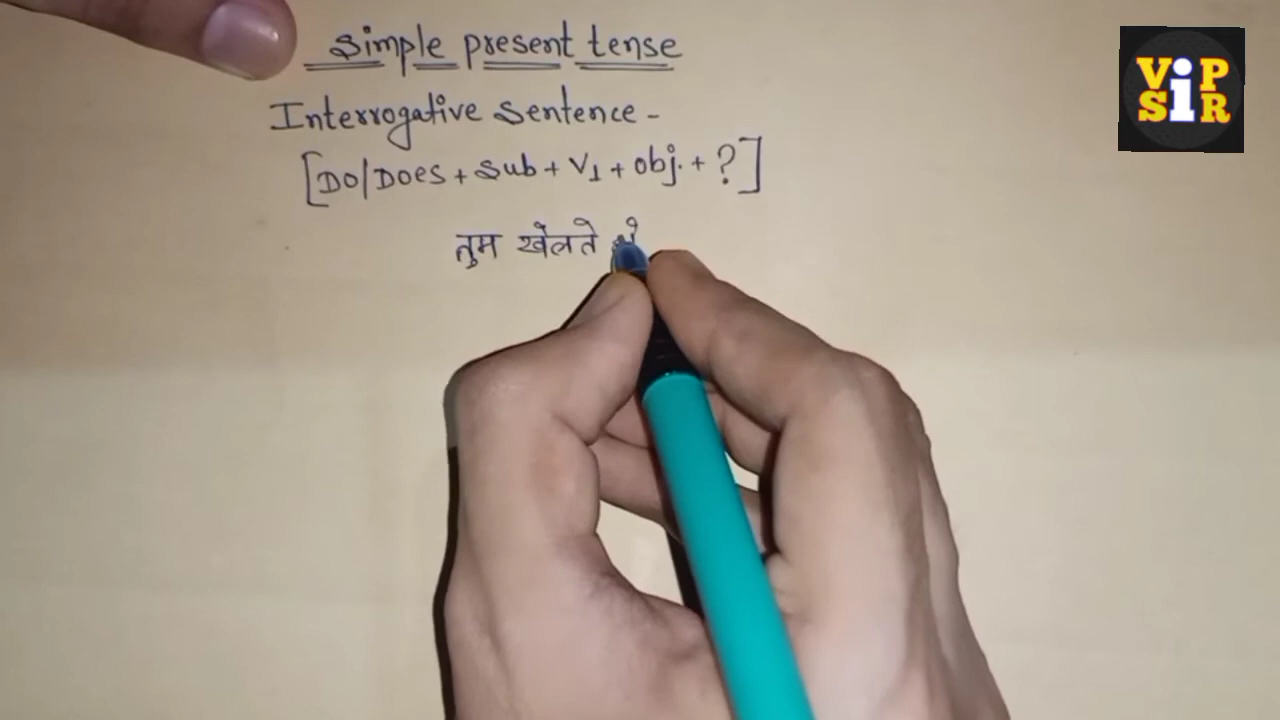 Simple present tense
Interrogative Sentence -
[DO/DOES + Sub + V1 + obj. + ?]
तुम खेलते
ViP
SiR